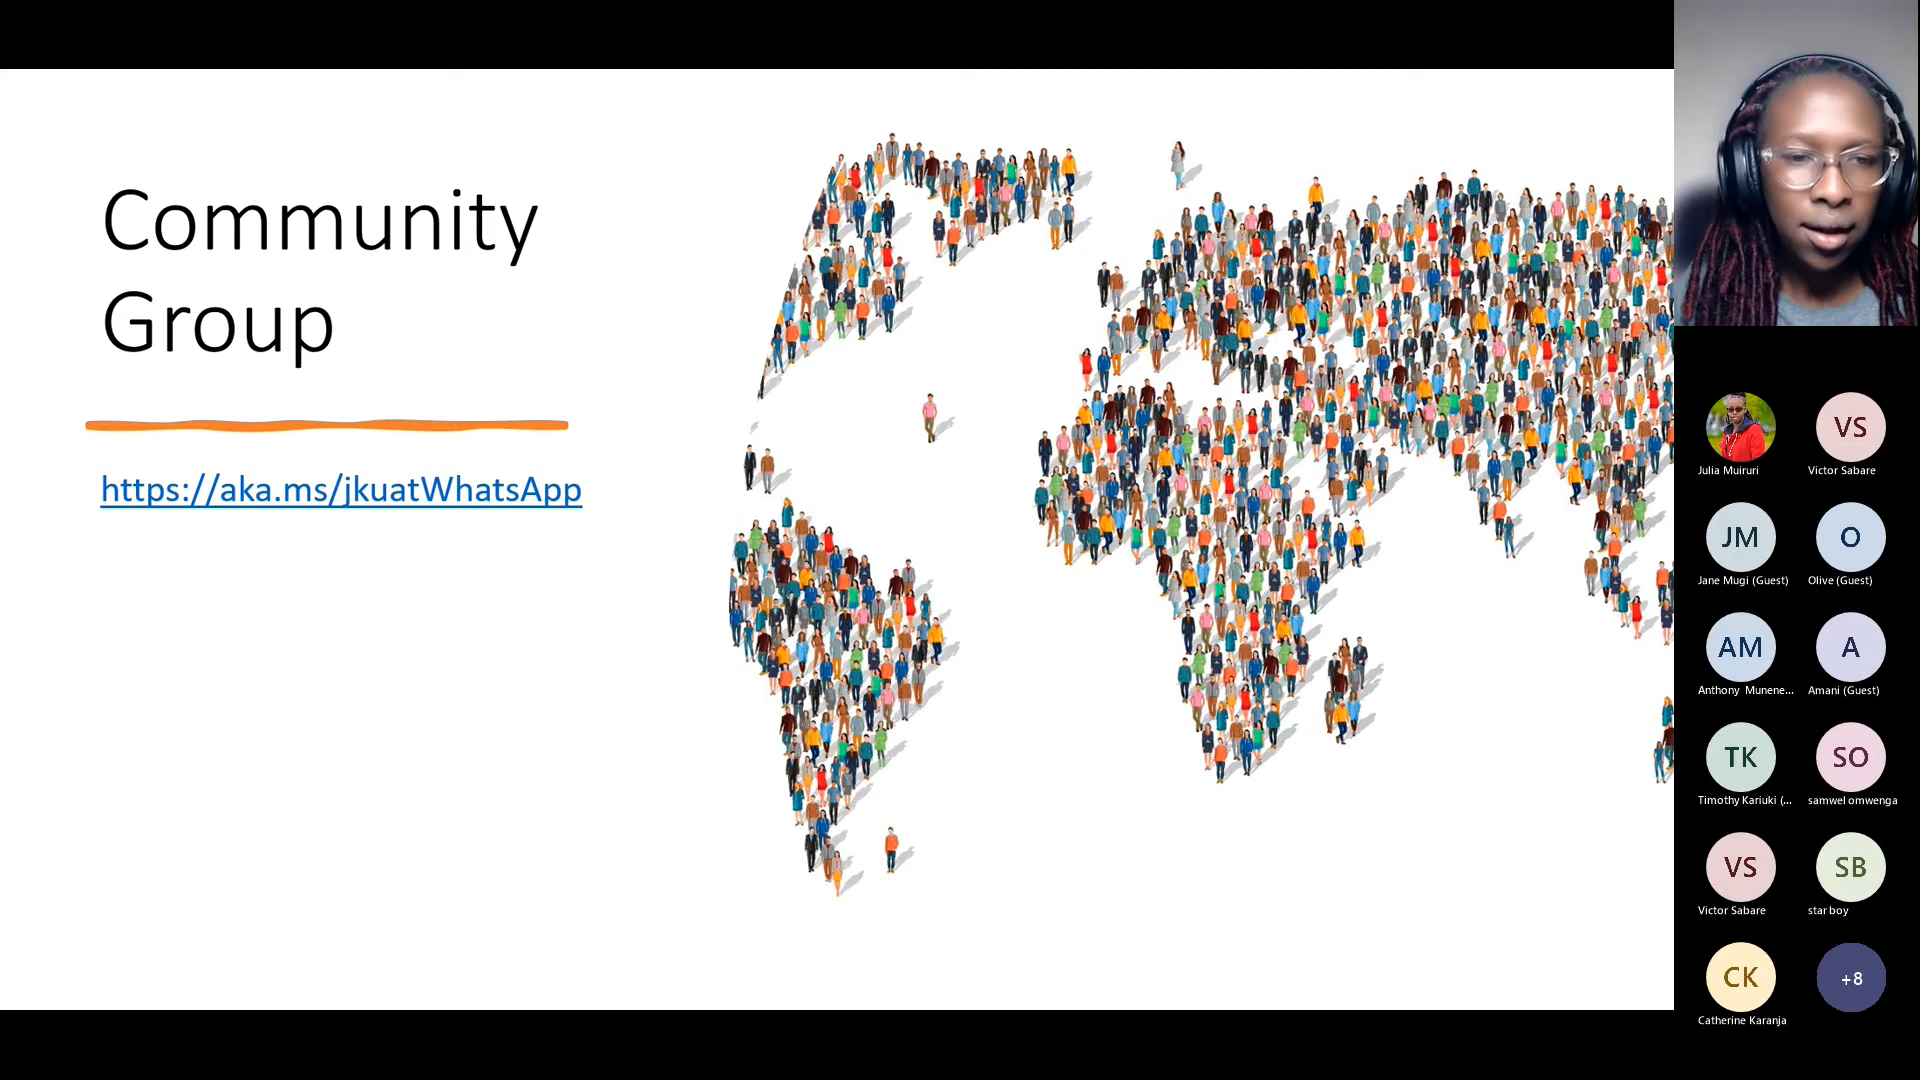 Community
Group
https://aka.ms/jkuatWhatsApp
Julia Muiruri
VS
Victor Sabare
JM
Jane Mugi (Guest)
O
Olive (Guest)
AM
Anthony Munene...
A
Amani (Guest)
TK
Timothy Kariuki (...
SO
samwel omwenga
VS
Victor Sabare
SB
star boy
CK
Catherine Karanja
+8